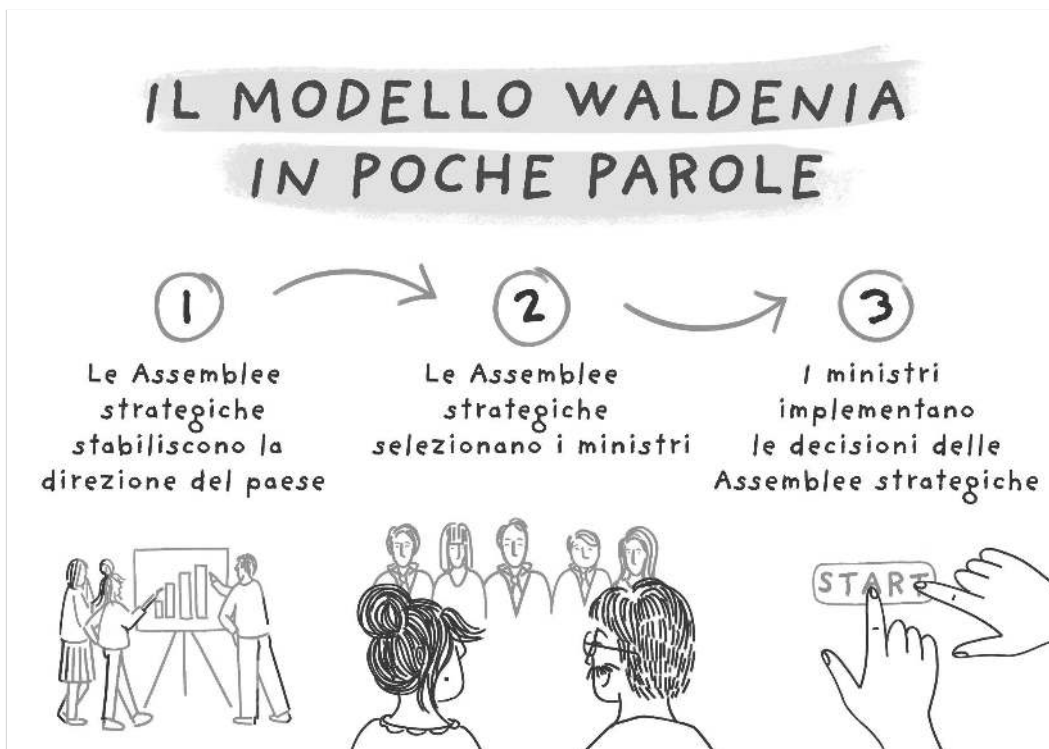 IL MODELLO WALDENIA
IN POCHE PAROLE
1
Le Assemblee
strategiche
stabiliscono la
direzione del paese
2
Le Assemblee
strategiche
selezionano i ministri
3
I ministri
implementano
le decisioni delle
Assemblee strategiche
START